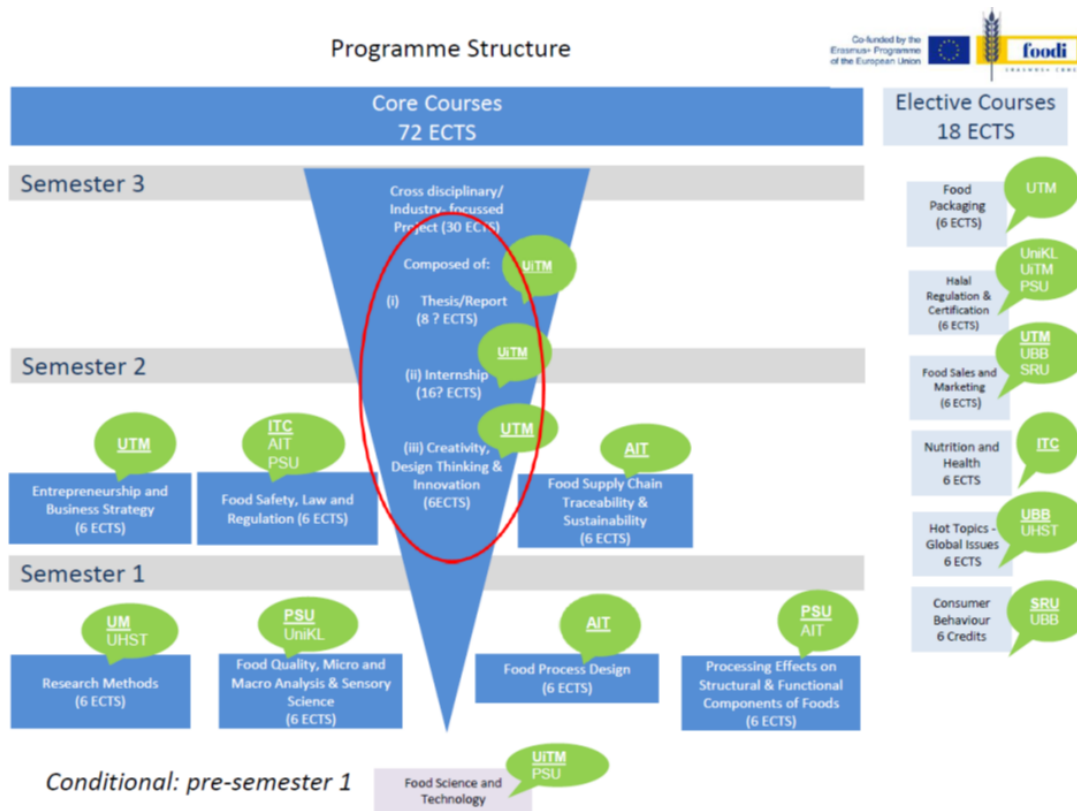 Programme Structure
Co-funded by the
Erasmus+ Programme
of the European Union
foodi
Core Courses
72 ECTS
Elective Courses
18 ECTS
Semester 3
Cross disciplinary/
Industry- focussed
Project (30 ECTS)
Composed of:
UiTM
(i) Thesis/Report
(8 ? ECTS)
UiTM
Semester 2
(ii) Internship
(16? ECTS)
UTM
(iii) Creativity,
Design Thinking &
Innovation
(6ECTS)
UTM
Entrepreneurship and
Business Strategy
(6 ECTS)
ITC
AIT
PSU
Food Safety, Law and
Regulation (6 ECTS)
AIT
Food Supply Chain
Traceability &
Sustainability
(6 ECTS)
Semester 1
UM
UHST
Research Methods
(6 ECTS)
PSU
UniKL
Food Quality, Micro and
Macro Analysis & Sensory
Science
(6 ECTS)
AIT
Food Process Design
(6 ECTS)
PSU
AIT
Processing Effects on
Structural & Functional
Components of Foods
(6 ECTS)
Food
Packaging
(6 ECTS)
UTM
Halal
Regulation &
Certification
(6 ECTS)
UniKL
UiTM
PSU
Food Sales and
Marketing
(6 ECTS)
UTM
UBB
SRU
Nutrition and
Health
6 ECTS
ITC
Hot Topics -
Global Issues
6 ECTS
UBB
UHST
Consumer
Behaviour
6 Credits
SRU
UBB
Conditional: pre-semester 1
Food Science and
Technology
UiTM
PSU